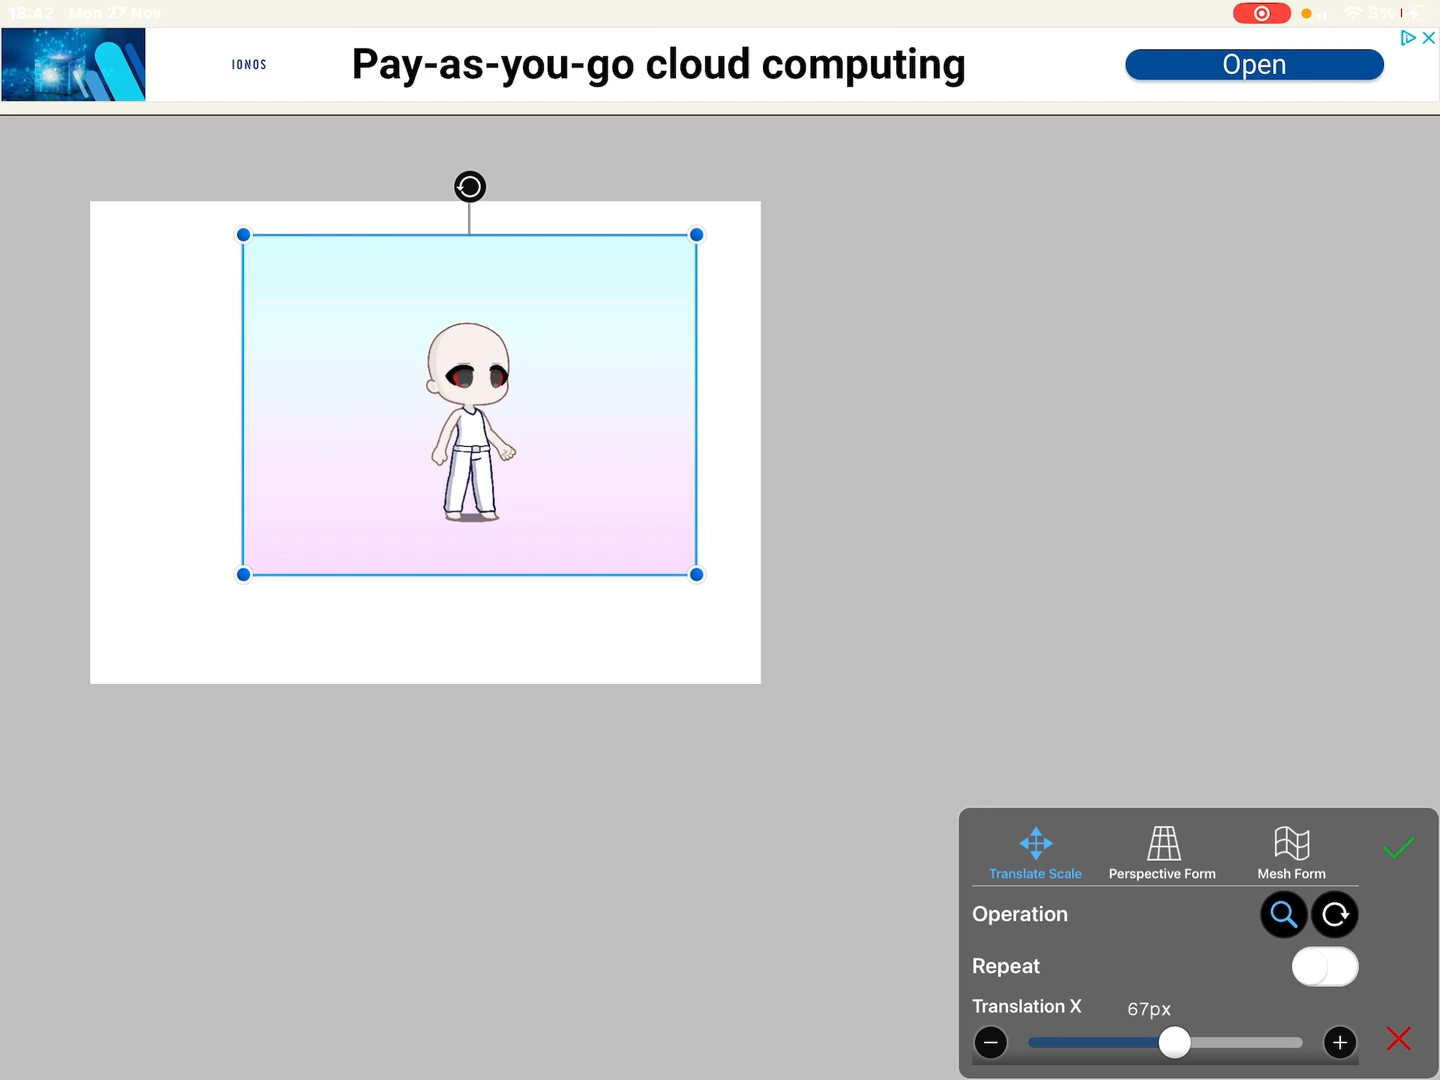 18:42 Mon 27 Nov
3%
IONOS
Pay-as-you-go cloud computing
Open
Translate Scale
Perspective Form
Mesh Form
Operation
Repeat
Translation X 67px